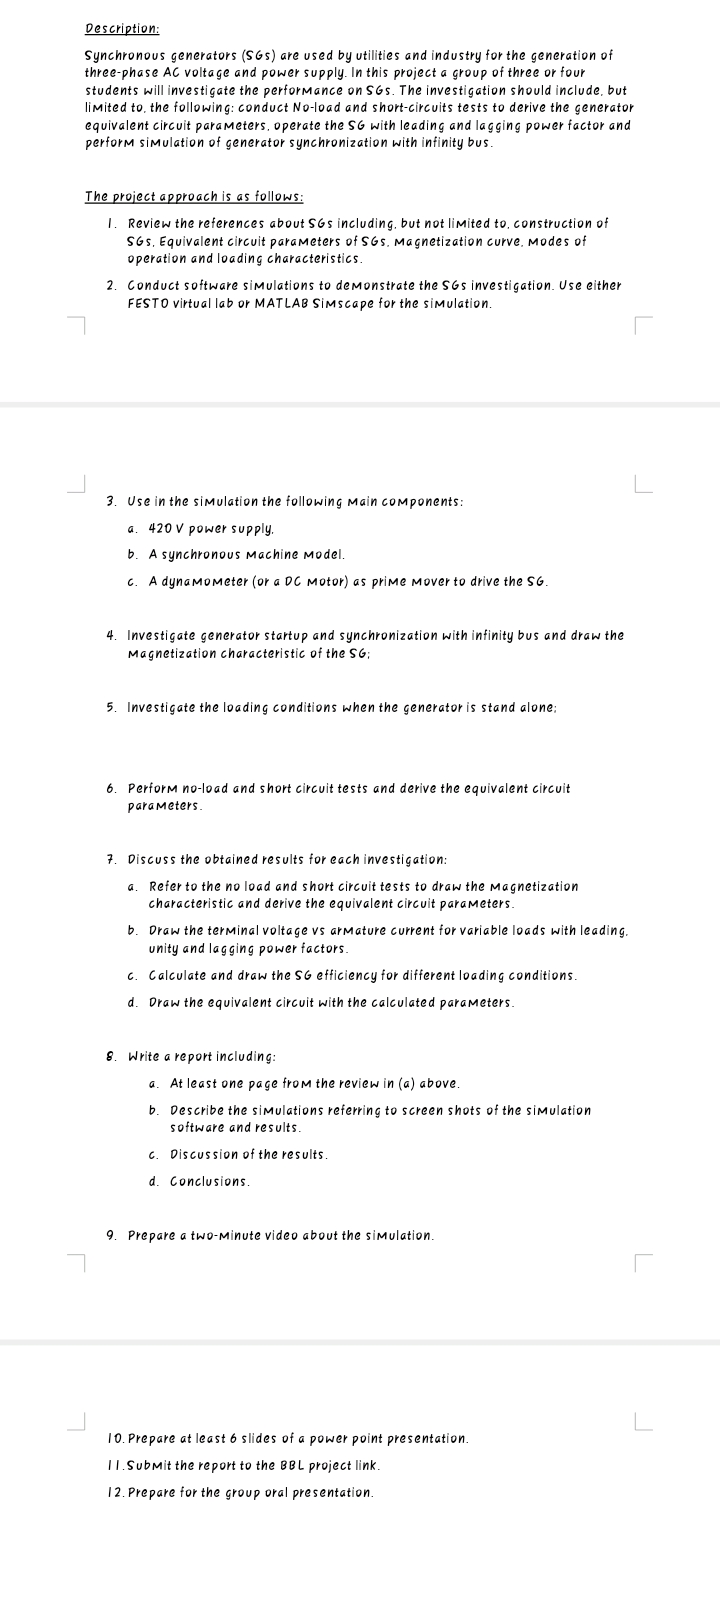 Description:
Synchronous generators (SGs) are used by utilities and industry for the generation of
three-phase AC voltage and power supply. In this project a group of three or four
students will investigate the performance on SGs. The investigation should include, but
limited to, the following: conduct No-load and short-circuits tests to derive the generator
equivalent circuit parameters, operate the SG with leading and lagging power factor and
perform simulation of generator synchronization with infinity bus.
The project approach is as follows:
1. Review the references about SGs including, but not limited to, construction of
SGs, Equivalent circuit parameters of SGs, Magnetization curve, Modes of
operation and loading characteristics.
2. Conduct software simulations to demonstrate the SGs investigation. Use either
FESTO virtual lab or MATLAB Simscape for the simulation.
3. Use in the simulation the following main components:
a. 420 V power supply,
b. A synchronous machine model.
c. A dynamometer (or a DC motor) as prime mover to drive the SG.
4. Investigate generator startup and synchronization with infinity bus and draw the
magnetization characteristic of the SG;
5. Investigate the loading conditions when the generator is stand alone;
6. Perform no-load and short circuit tests and derive the equivalent circuit
parameters.
7. Discuss the obtained results for each investigation:
a. Refer to the no load and short circuit tests to draw the magnetization
characteristic and derive the equivalent circuit parameters.
b. Draw the terminal voltage vs armature current for variable loads with leading,
unity and lagging power factors.
c. Calculate and draw the SG efficiency for different loading conditions.
d. Draw the equivalent circuit with the calculated parameters.
8. Write a report including:
a. At least one page from the review in (a) above.
b. Describe the simulations referring to screen shots of the simulation
software and results.
c. Discussion of the results.
d. Conclusions.
9. Prepare a two-minute video about the simulation.
10. Prepare at least 6 slides of a power point presentation.
11. Submit the report to the BBL project link.
12. Prepare for the group oral presentation.